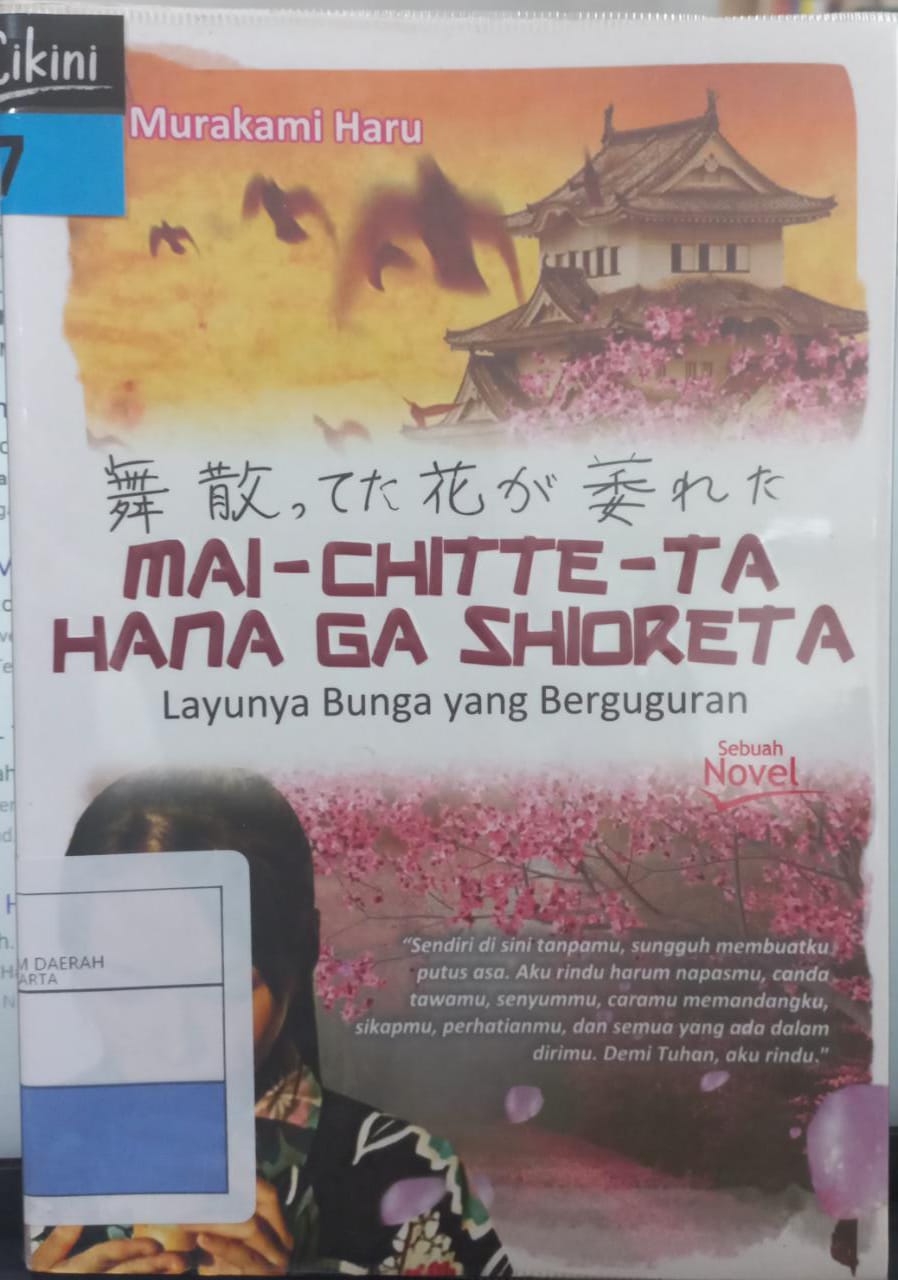 Cikini
7
Murakami Haru
舞散ってた花が萎れた
MAI-CHITTE-TA
HANA GA SHIORETA
Layunya Bunga yang Berguguran
Sebuah
Novel
"Sendiri di sini tanpamu, sungguh membuatku
putus asa. Aku rindu harum napasmu, canda
tawamu, senyummu, caramu memandangku,
sikapmu, perhatianmu, dan semua yang ada dalam
dirimu. Demi Tuhan, aku rindu."
M DAERAH
ARTA